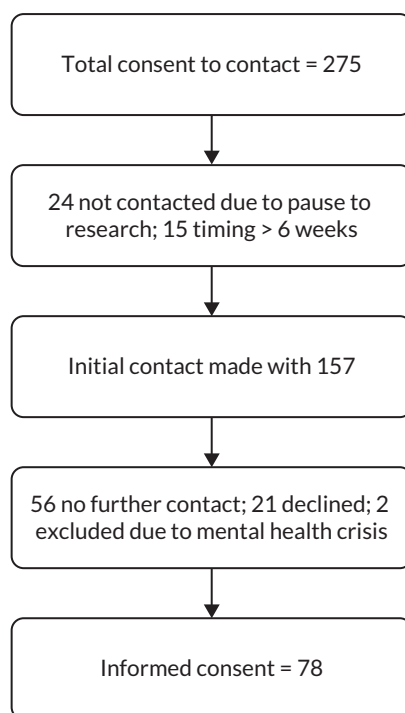 Total consent to contact = 275
24 not contacted due to pause to
research; 15 timing > 6 weeks
Initial contact made with 157
56 no further contact; 21 declined; 2
excluded due to mental health crisis
Informed consent = 78